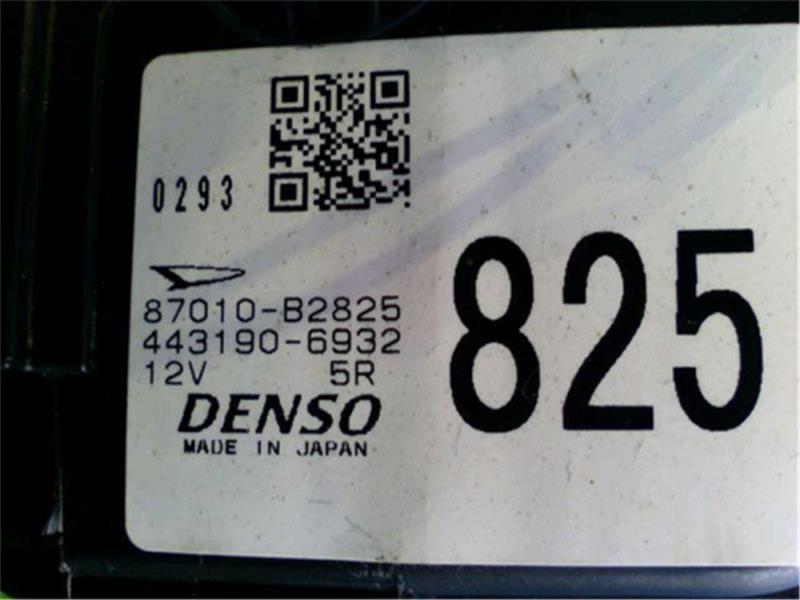 0293
87010-B2825
443190-6932
12V 5R
DENSO
MADE IN JAPAN
825